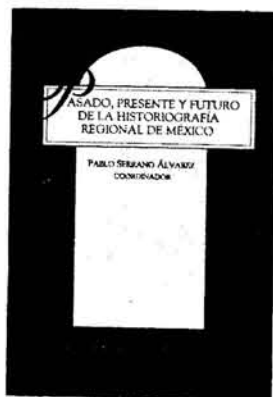 PASADO, PRESENTE Y FUTURO
DE LA HISTORIOGRAFÍA
REGIONAL DE MÉXICO
PABLO SERRANO ÁLVAREZ
COORDINADOR